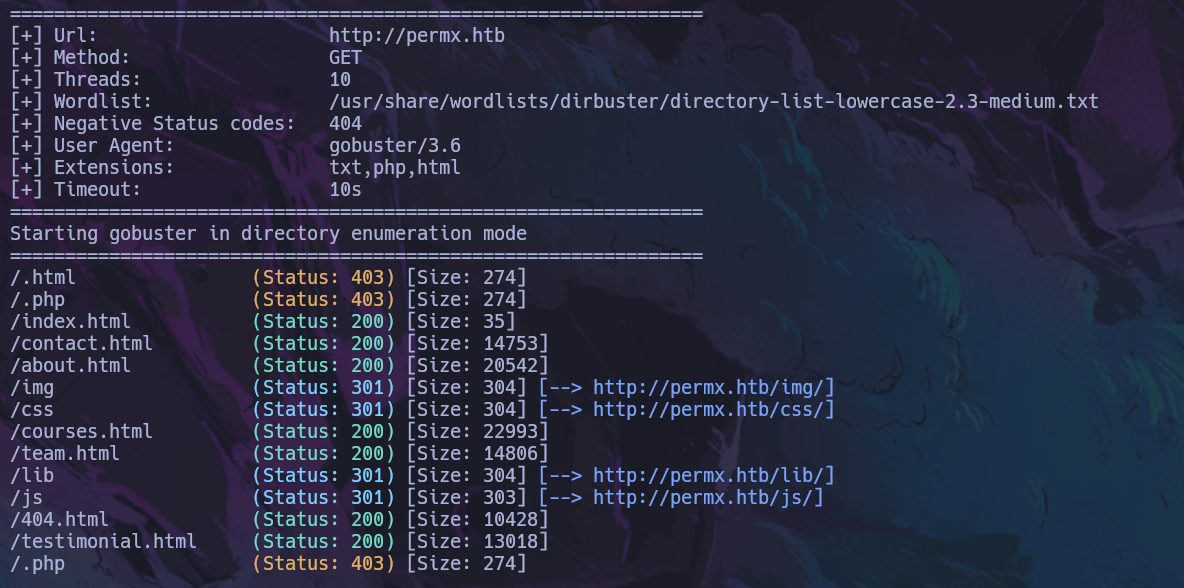 ===============================================================
[+] Url:                     http://permx.htb
[+] Method:                  GET
[+] Threads:                 10
[+] Wordlist:                /usr/share/wordlists/dirbuster/directory-list-lowercase-2.3-medium.txt
[+] Negative Status codes:   404
[+] User Agent:              gobuster/3.6
[+] Extensions:              txt,php,html
[+] Timeout:                 10s
===============================================================
Starting gobuster in directory enumeration mode
===============================================================
/.html                (Status: 403) [Size: 274]
/.php                 (Status: 403) [Size: 274]
/index.html           (Status: 200) [Size: 35]
/contact.html         (Status: 200) [Size: 14753]
/about.html           (Status: 200) [Size: 20542]
/img                  (Status: 301) [Size: 304] [--> http://permx.htb/img/]
/css                  (Status: 301) [Size: 304] [--> http://permx.htb/css/]
/courses.html         (Status: 200) [Size: 22993]
/team.html            (Status: 200) [Size: 14806]
/lib                  (Status: 301) [Size: 304] [--> http://permx.htb/lib/]
/js                   (Status: 301) [Size: 303] [--> http://permx.htb/js/]
/404.html             (Status: 200) [Size: 10428]
/testimonial.html     (Status: 200) [Size: 13018]
/.php                 (Status: 403) [Size: 274]